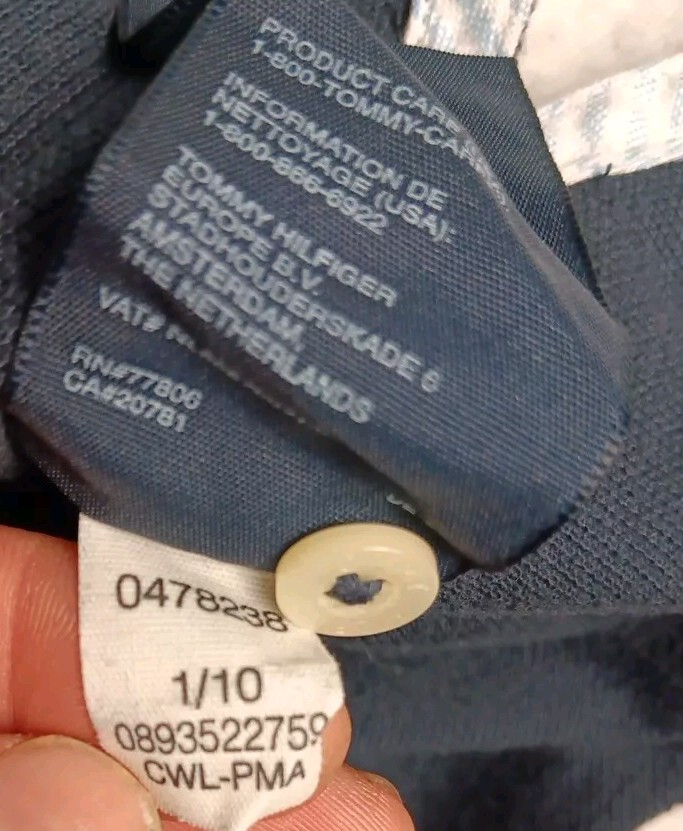 PRODUCT CARE
1-800-TOMMY-CAR
INFORMATION DE
NETTOYAGE (USA):
1-800-866-6922
TOMMY HILFIGER
EUROPE B.V.
STADHOUDERSKADE 6
AMSTERDAM,
THE NETHERLANDS
VAT#
RN#77806
CA#20781
0478238
1/10
0893522759
CWL-PMA